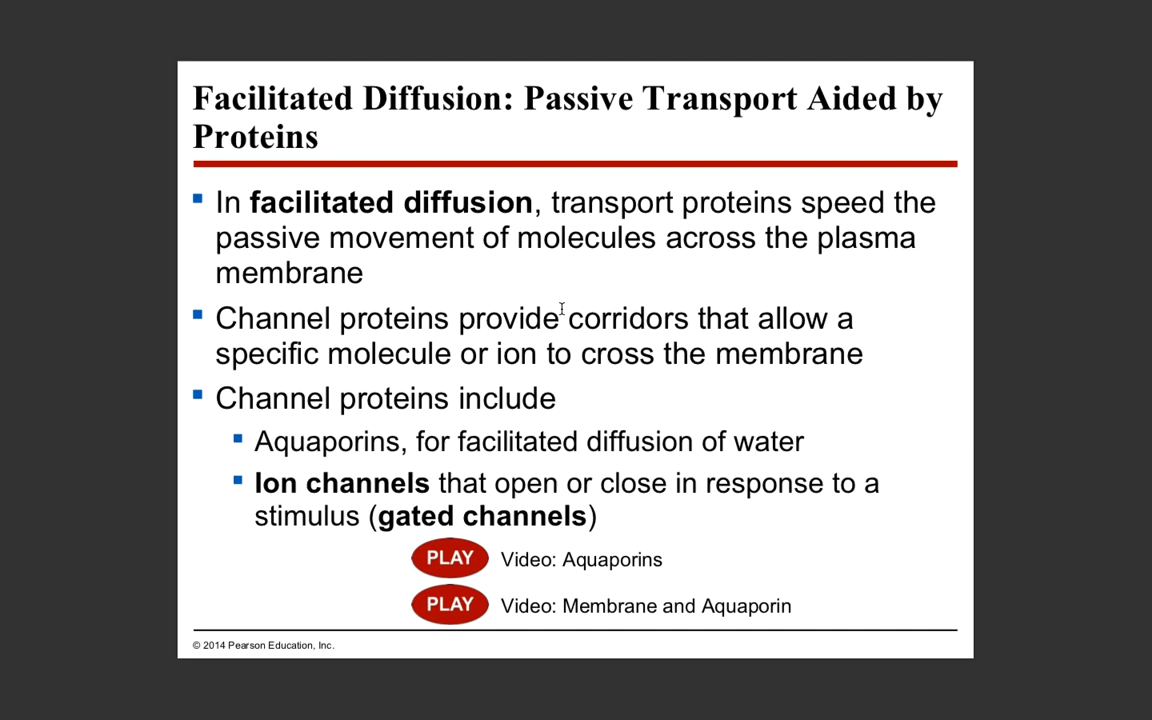 Facilitated Diffusion: Passive Transport Aided by
Proteins
In facilitated diffusion, transport proteins speed the
passive movement of molecules across the plasma
membrane
Channel proteins provide corridors that allow a
specific molecule or ion to cross the membrane
Channel proteins include
Aquaporins, for facilitated diffusion of water
Ion channels that open or close in response to a
stimulus (gated channels)
PLAY Video: Aquaporins
PLAY Video: Membrane and Aquaporin
© 2014 Pearson Education, Inc.